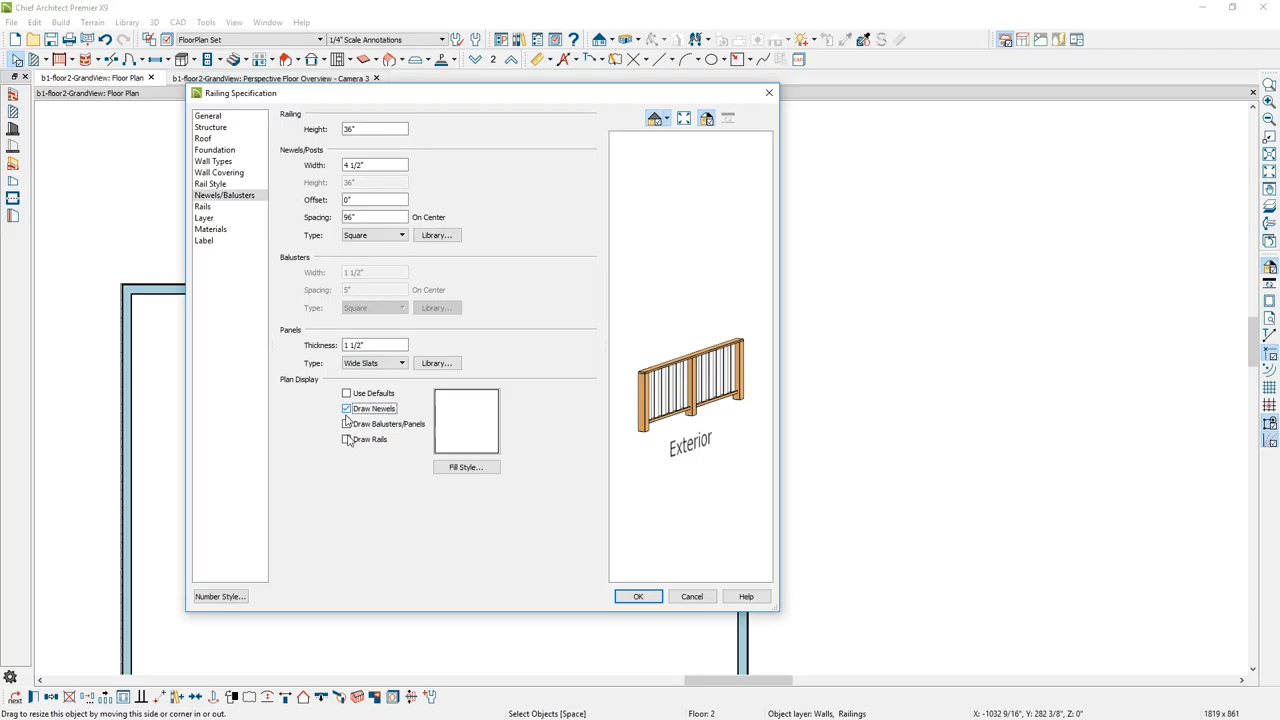 Chief Architect Premier X9
File Edit Build Terrain Library 3D CAD Tools View Window Help
FloorPlan Set 1/4" Scale Annotations
b1-floor2-GrandView: Floor Plan b1-floor2-GrandView: Perspective Floor Overview - Camera 3
b1-floor2-GrandView: Floor Plan
Railing Specification
General
Structure
Roof
Foundation
Wall Types
Wall Covering
Rail Style
Newels/Balusters
Rails
Layer
Materials
Label
Railing
Height: 36"
Newels/Posts
Width: 4 1/2"
Height: 36"
Offset: 0"
Spacing: 96" On Center
Type: Square Library...
Balusters
Width: 1 1/2"
Spacing: 5" On Center
Type: Square Library...
Panels
Thickness: 1 1/2"
Type: Wide Slats Library...
Plan Display
Use Defaults
Draw Newels
Draw Balusters/Panels
Draw Rails
Fill Style...
Exterior
Number Style... OK Cancel Help
next
Drag to resize this object by moving this side or corner in or out. Select Objects [Space] Floor: 2 Object layer: Walls, Railings X: -1032 9/16", Y: 282 3/8", Z: 0" 1819 x 861